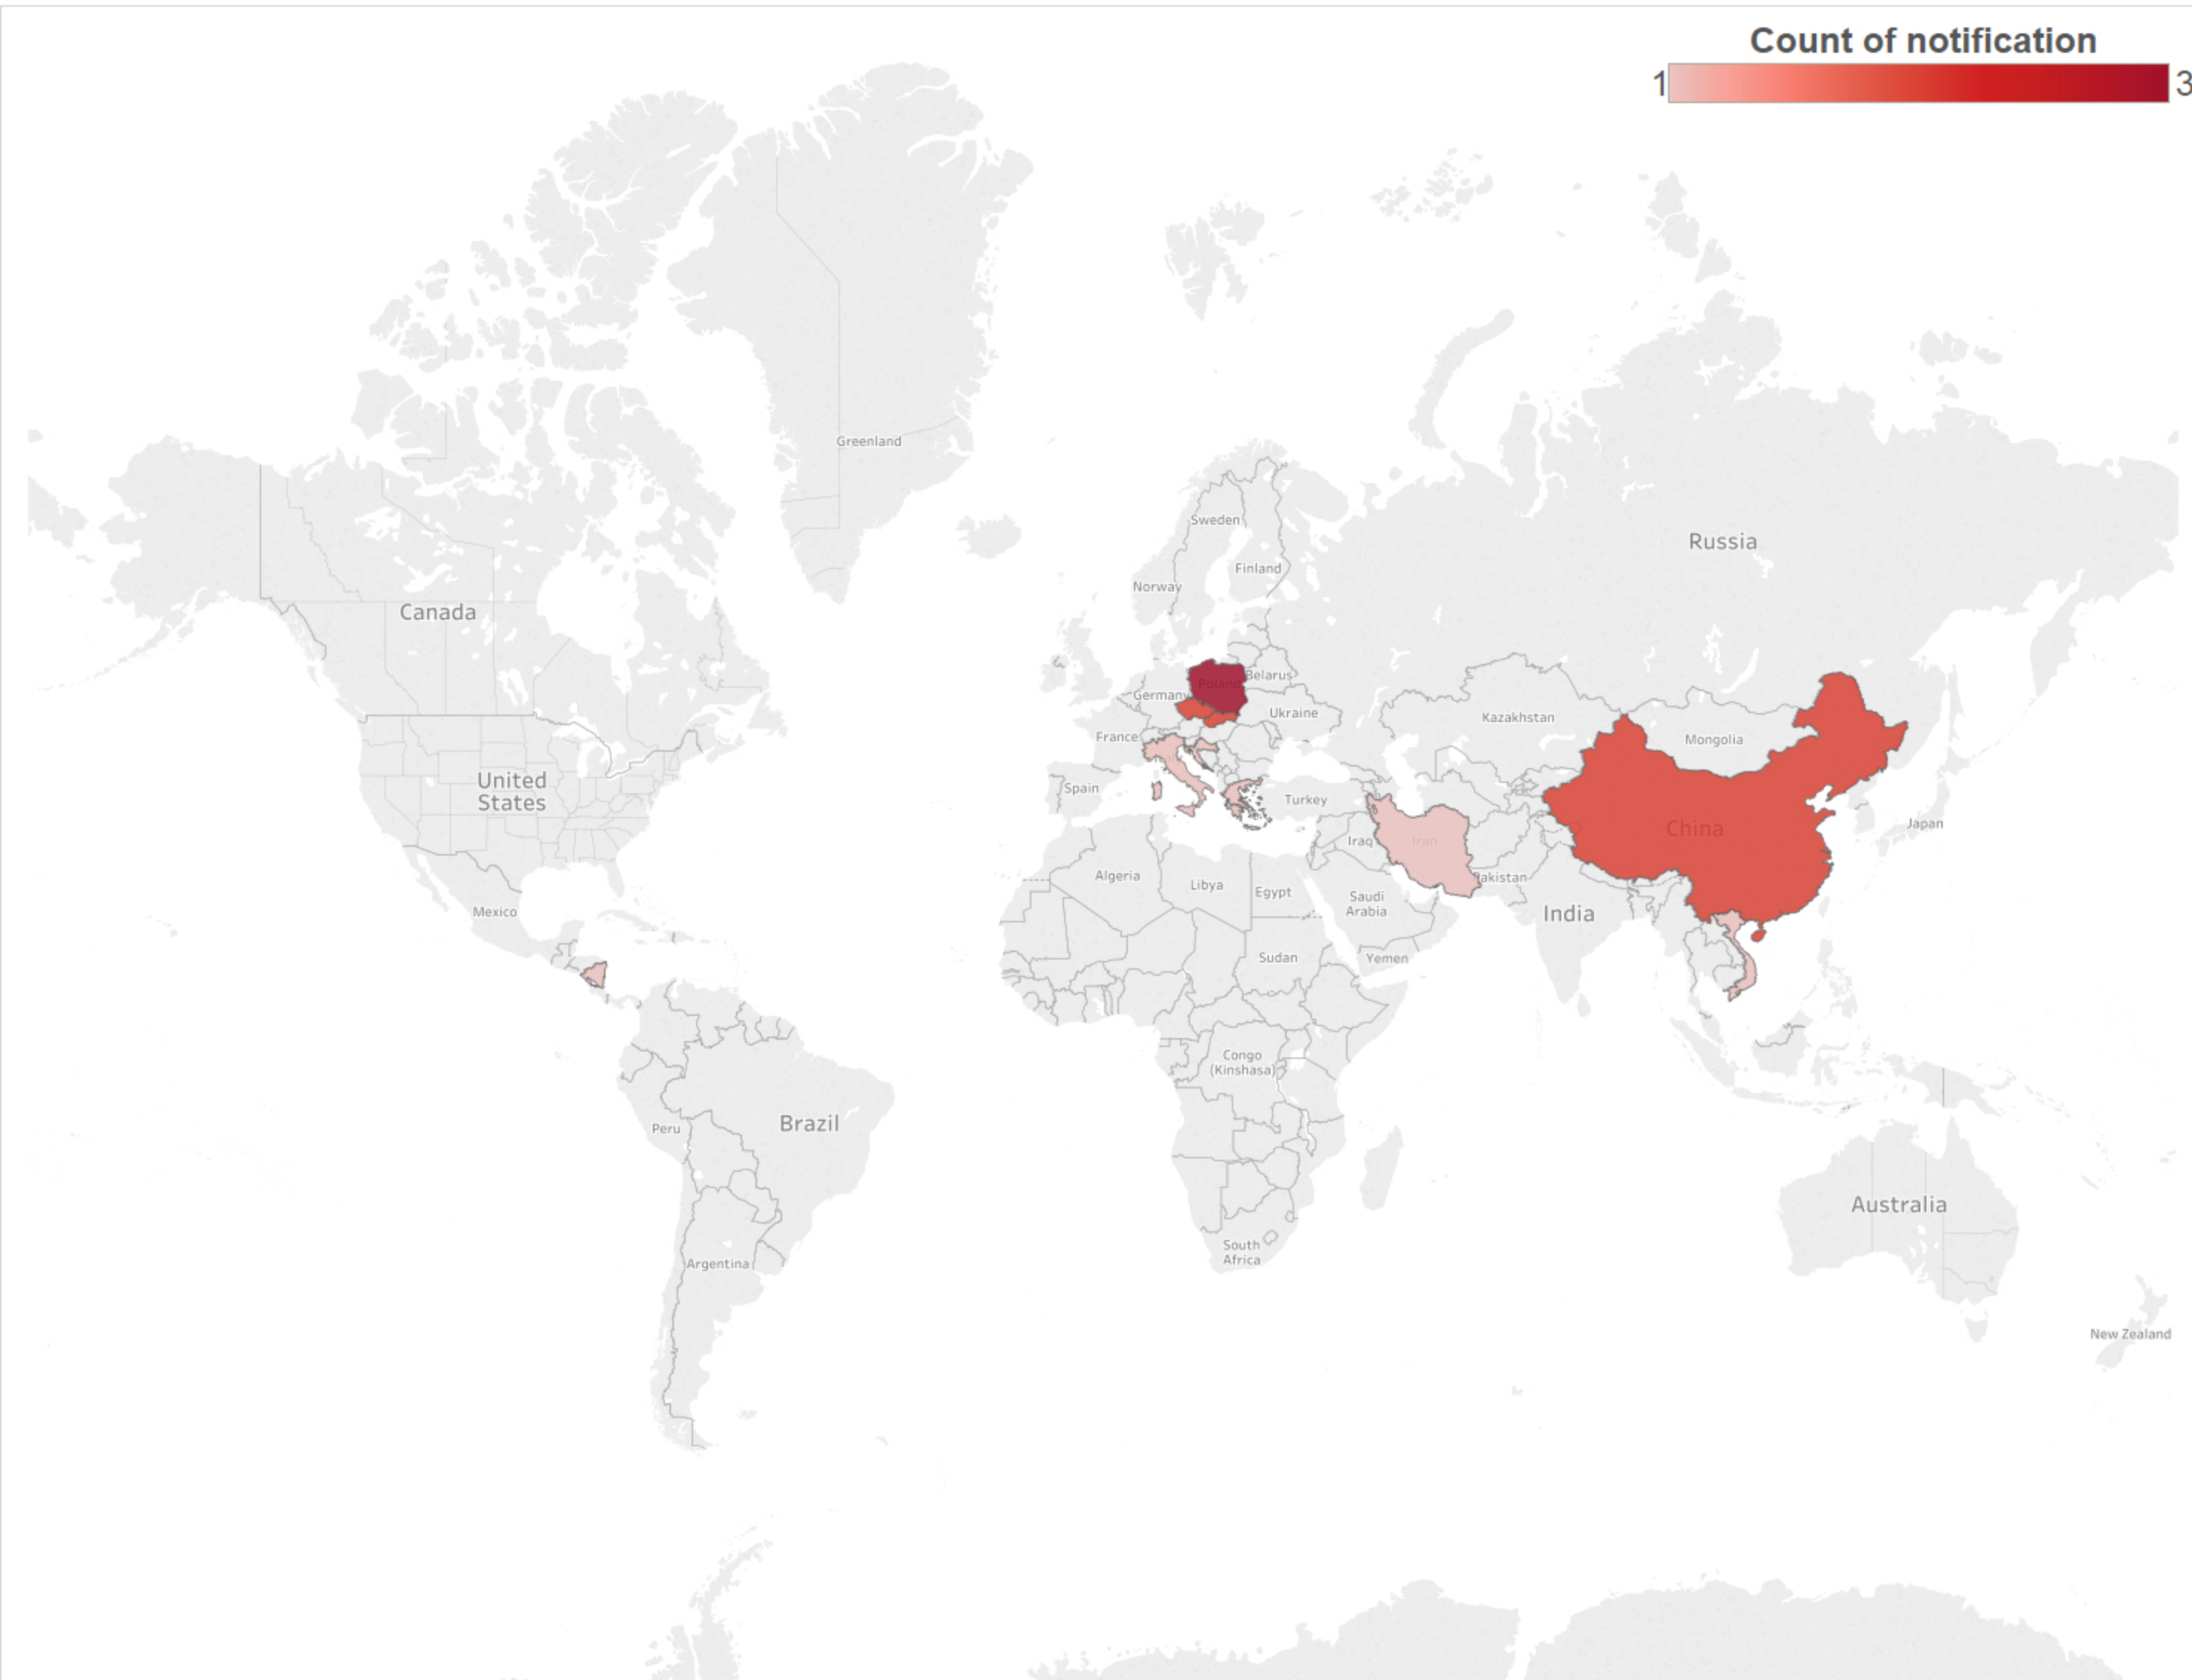 Count of notification
1 3
Greenland
Sweden
Russia
Finland
Norway
Canada
Belarus
Poland
Germany
Ukraine
Kazakhstan
France
Mongolia
United
States
Spain
Turkey
China
Japan
Iraq
Iran
Algeria
Pakistan
Libya
Egypt
Saudi
Arabia
India
Mexico
Sudan
Yemen
Congo
(Kinshasa)
Brazil
Peru
Australia
South
Africa
Argentina
New Zealand